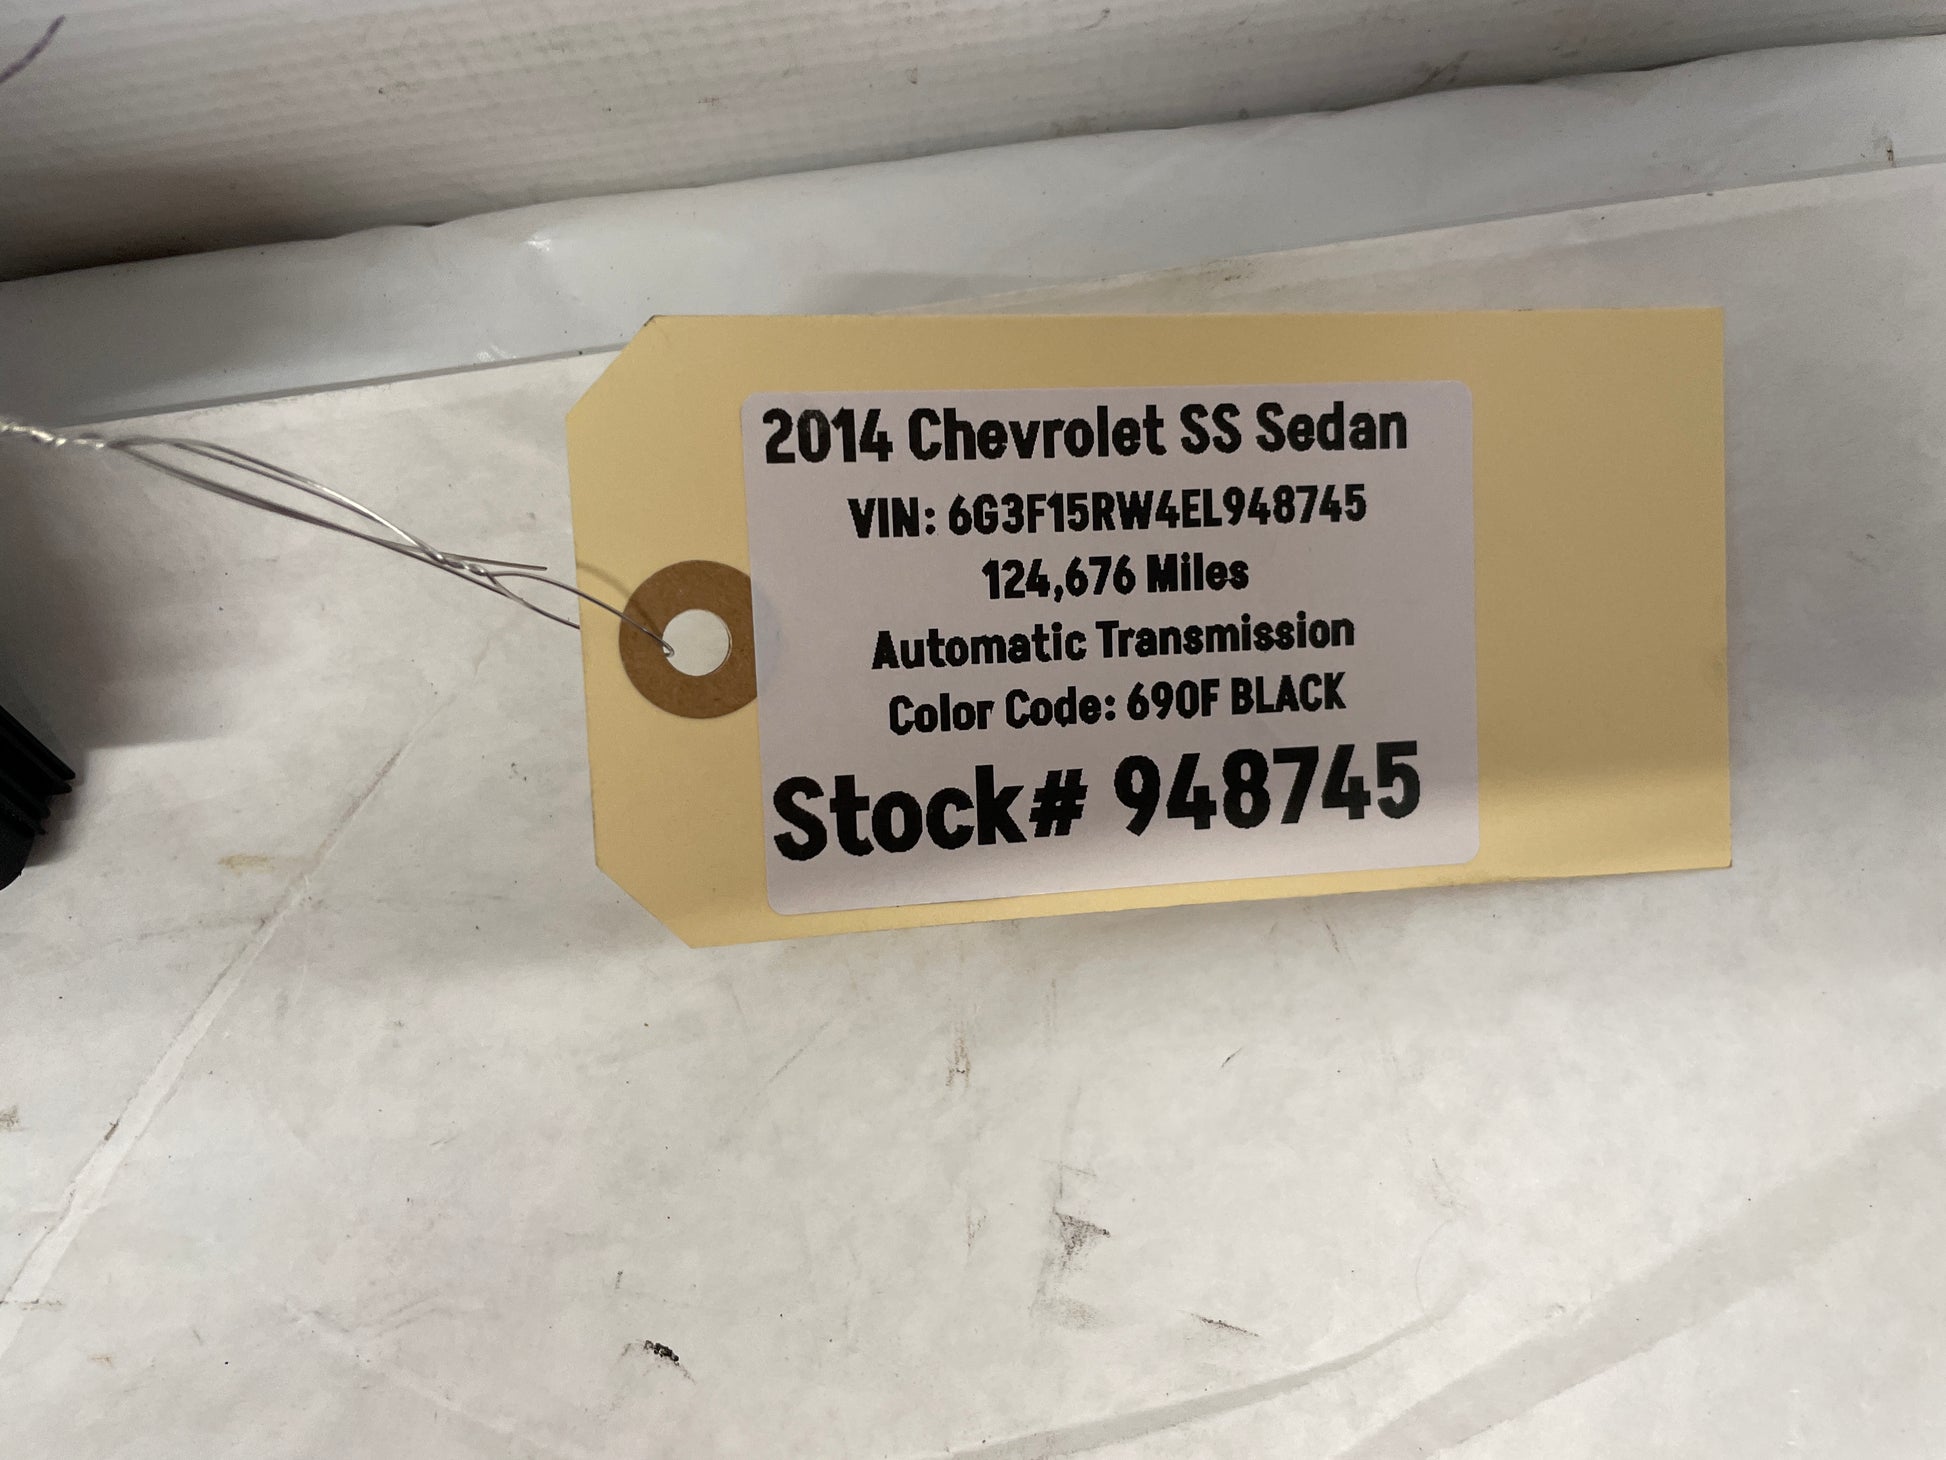 2014 Chevrolet SS Sedan
VIN: 6G3F15RW4EL948745
124,676 Miles
Automatic Transmission
Color Code: 690F BLACK
Stock# 948745